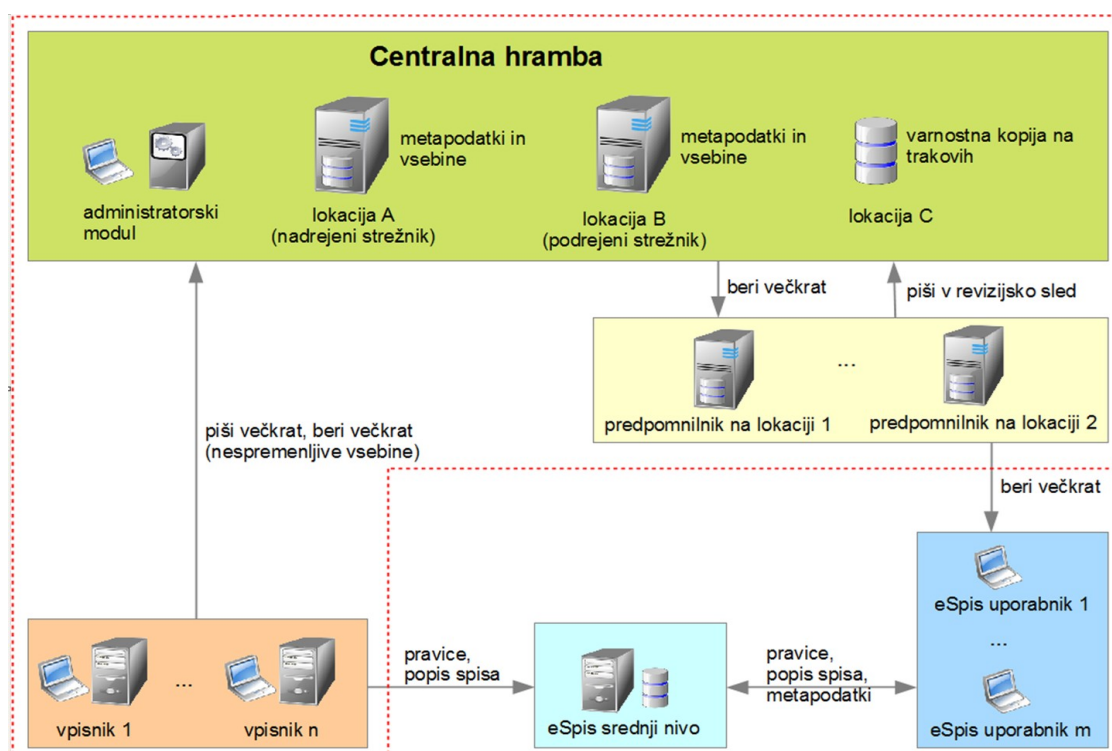 Centralna hramba
administratorski
modul
metapodatki in
vsebine
lokacija A
(nadrejeni strežnik)
metapodatki in
vsebine
lokacija B
(podrejeni strežnik)
varnostna kopija na
trakovih
lokacija C
beri večkrat
piši v revizijsko sled
predpomnilnik na lokaciji 1
...
predpomnilnik na lokaciji 2
piši večkrat, beri večkrat
(nespremenljive vsebine)
beri večkrat
eSpis uporabnik 1
...
eSpis uporabnik m
vpisnik 1
...
vpisnik n
pravice,
popis spisa
eSpis srednji nivo
pravice,
popis spisa,
metapodatki